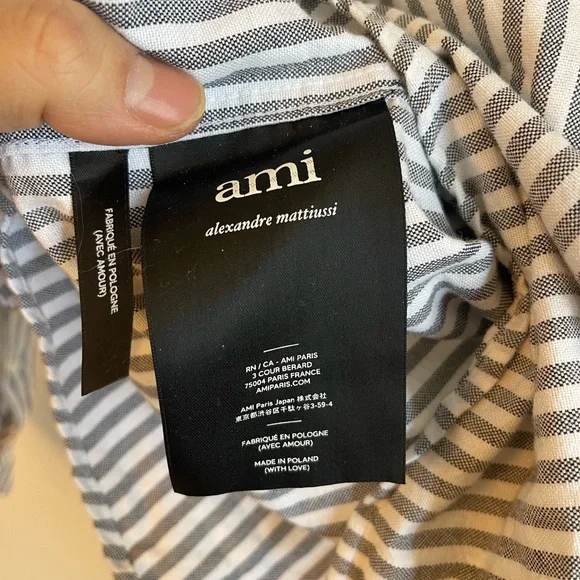 FABRIQUÉ EN POLOGNE
(AVEC AMOUR)
ami
alexandre mattiussi
RN / CA - AMI PARIS
3 COUR BERARD
75004 PARIS FRANCE
AMIPARIS.COM
AMI Paris Japan 株式会社
東京都渋谷区千駄ヶ谷3-59-4
FABRIQUÉ EN POLOGNE
(AVEC AMOUR)
MADE IN POLAND
(WITH LOVE)